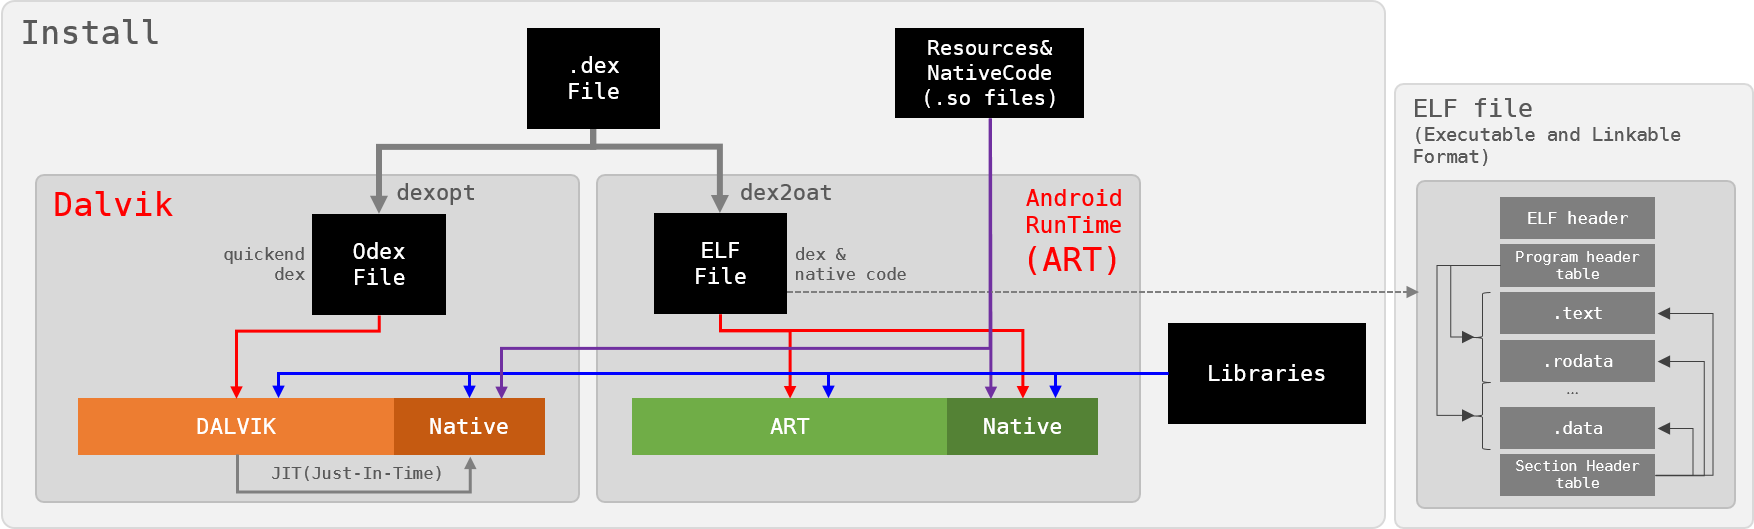 Install
.dex
File
Resources&
NativeCode
(.so files)
Dalvik
dexopt
quickend
dex
Odex
File
dex2oat
ELF
File
dex &
native code
Android
RunTime
(ART)
Libraries
DALVIK
Native
JIT(Just-In-Time)
ART
Native
ELF file
(Executable and Linkable
Format)
ELF header
Program header
table
.text
.rodata
...
.data
Section Header
table